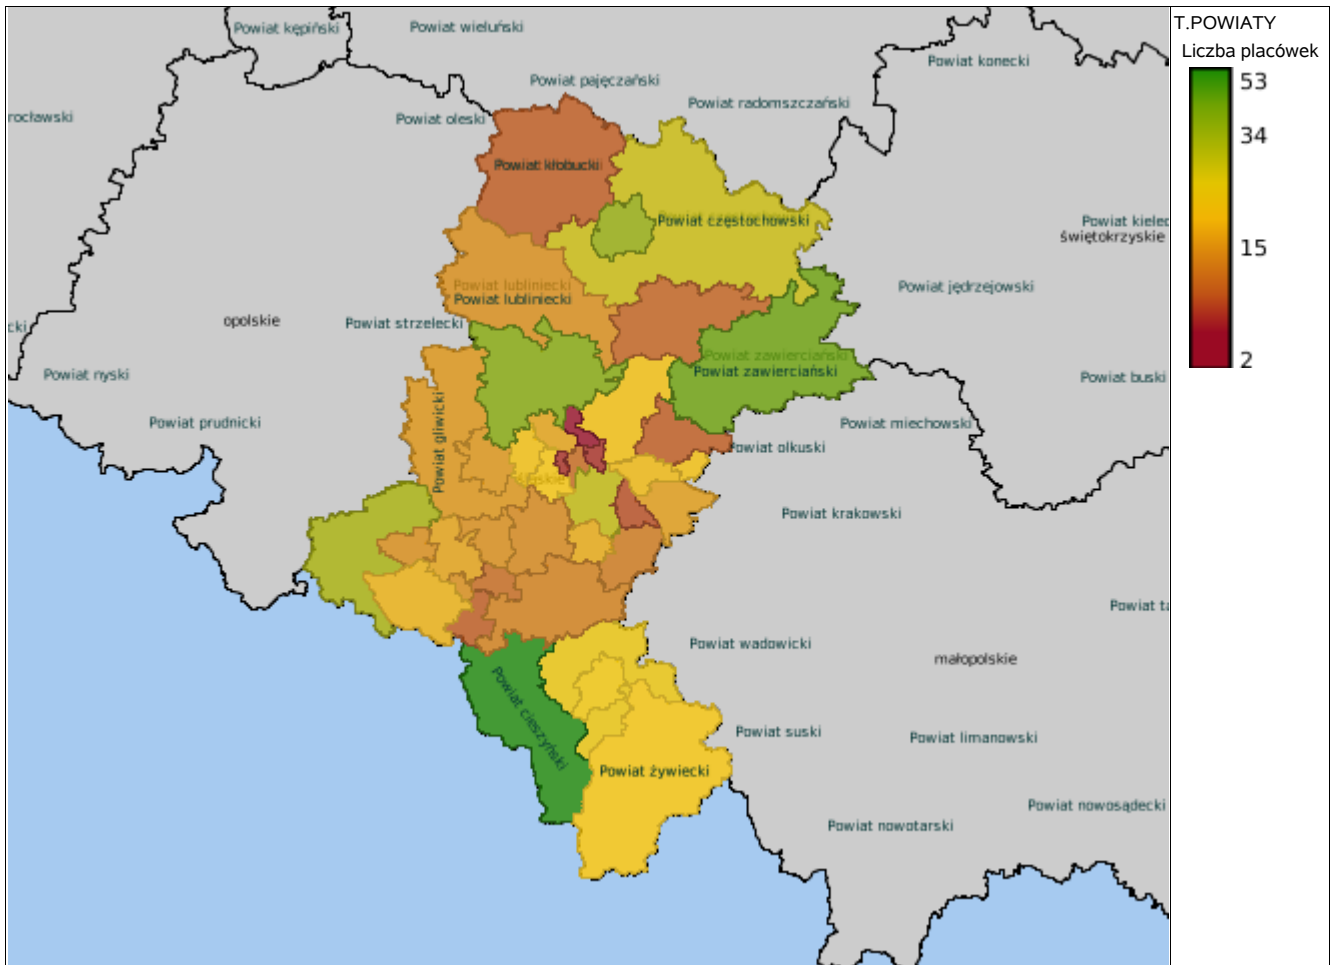 Powiat kępiński
Powiat wieluński
T.POWIATY
Liczba placówek
53
34
15
2
Powiat konecki
Powiat pajęczański
Powiat radomszczański
rocławski
Powiat oleski
Powiat kłobucki
Powiat częstochowski
Powiat kielec
świętokrzyskie
Powiat lubliniecki
Powiat lubliniecki
Powiat jędrzejowski
opolskie
Powiat strzelecki
cki
Powiat zawierciański
Powiat zawierciański
Powiat nyski
Powiat buski
Powiat prudnicki
Powiat gliwicki
Powiat miechowski
Powiat olkuski
śląskie
Powiat krakowski
Powiat ta
Powiat wadowicki
małopolskie
Powiat cieszyński
Powiat suski
Powiat limanowski
Powiat żywiecki
Powiat nowosądecki
Powiat nowotarski